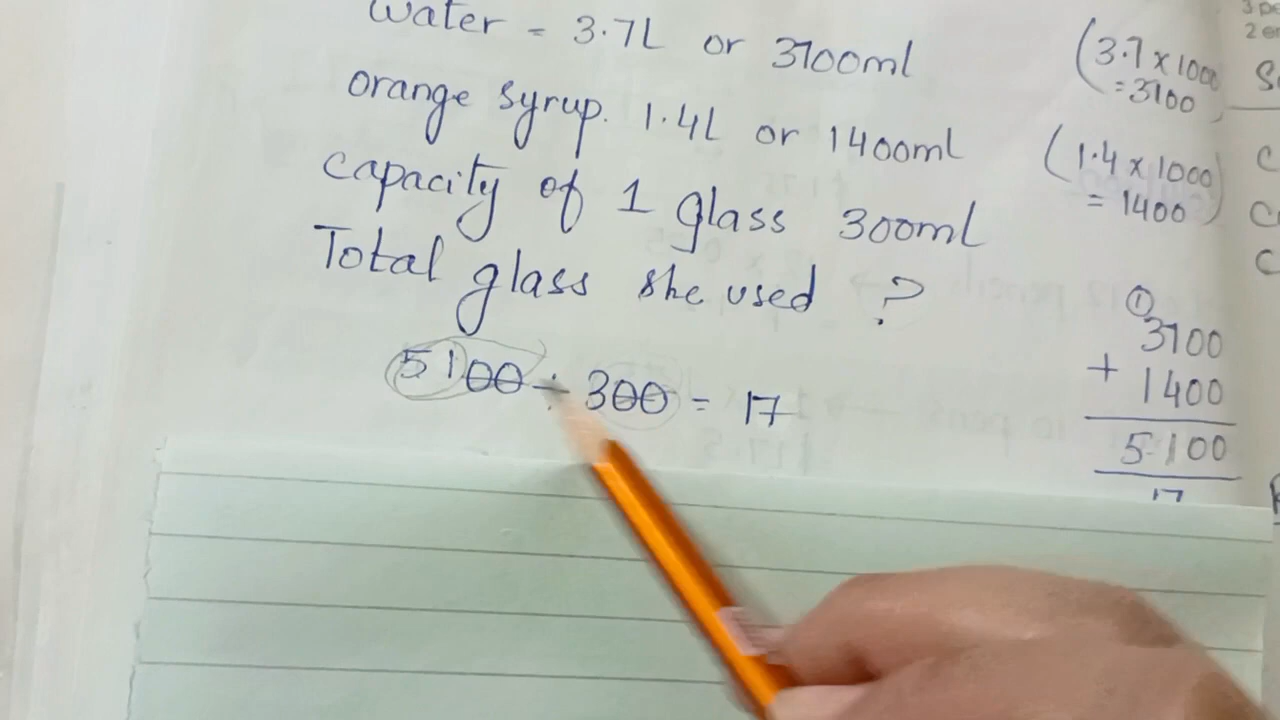 Water = 3.7L or 3700ml
(3.7 x 1000
= 3700
orange syrup. 1.4L or 1400ml
(1.4 x 1000)
= 1400
capacity of 1 glass 300ml
Total glass she used ?
5100 ÷ 300 = 17
1
3700
+ 1400
5100
17